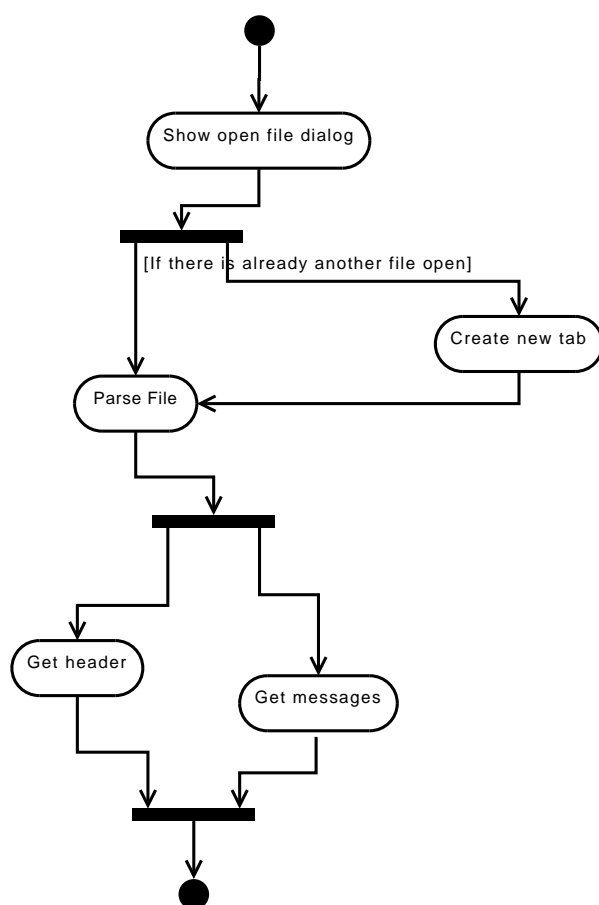 Show open file dialog
[If there is already another file open]
Create new tab
Parse File
Get header
Get messages